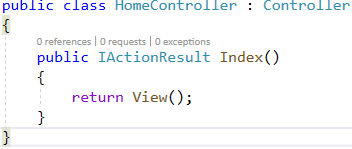 public class HomeController : Controller
{
0 references | 0 requests | 0 exceptions
public IActionResult Index()
{
return View();
}
}